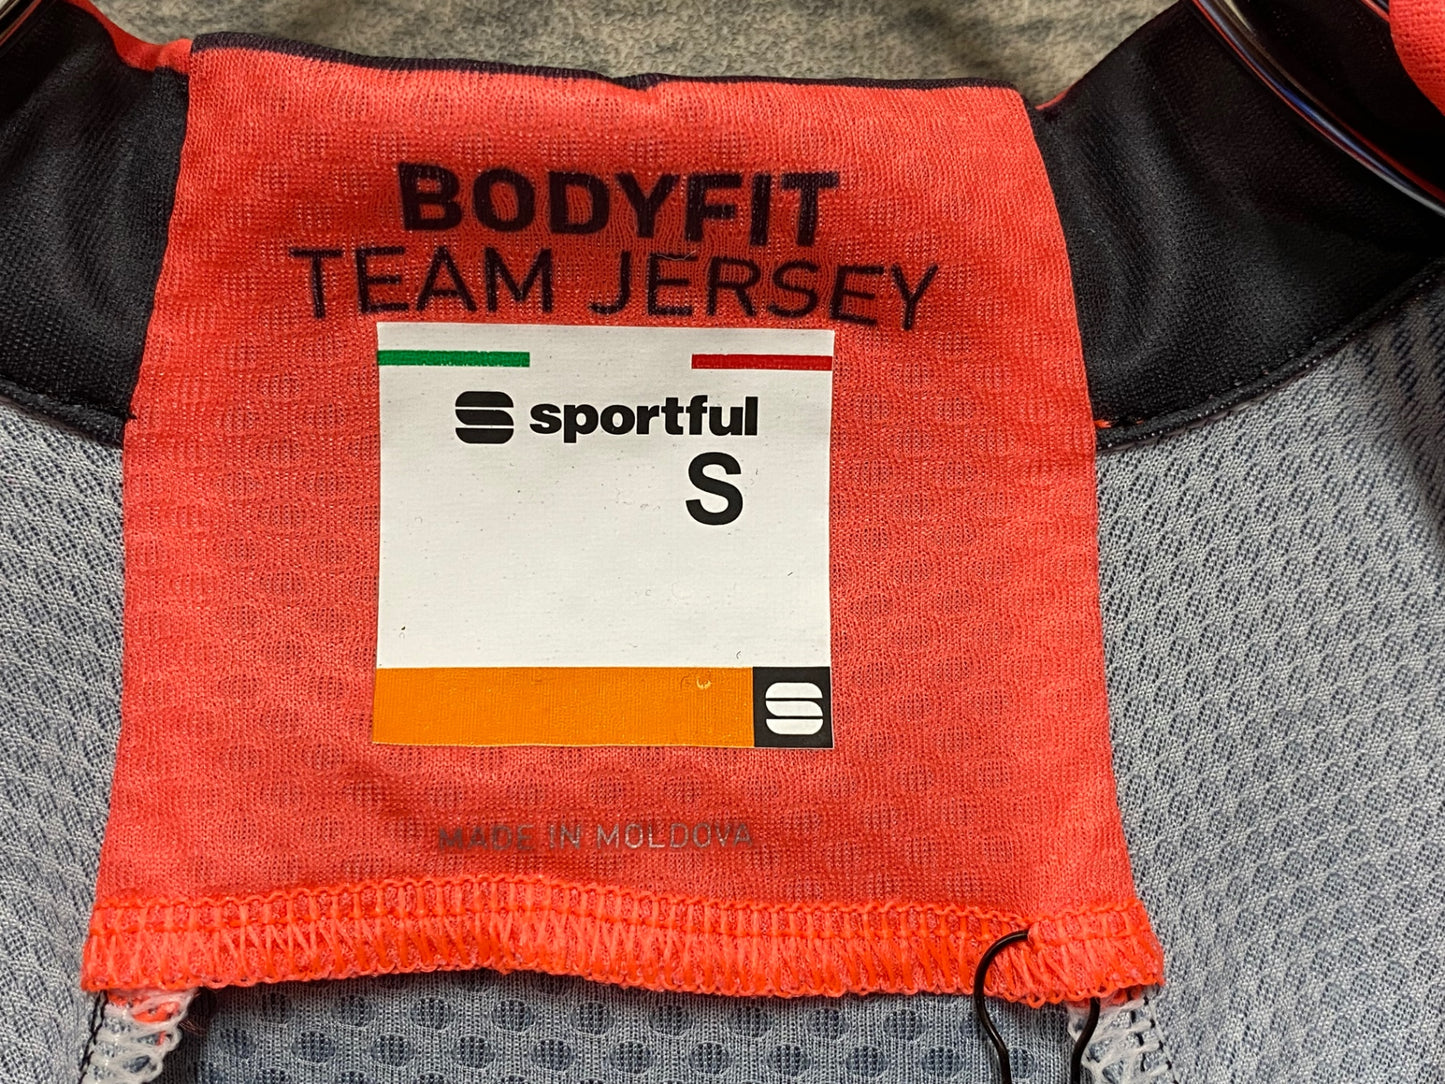 BODYFIT
TEAM JERSEY
sportful
S
MADE IN MOLDOVA